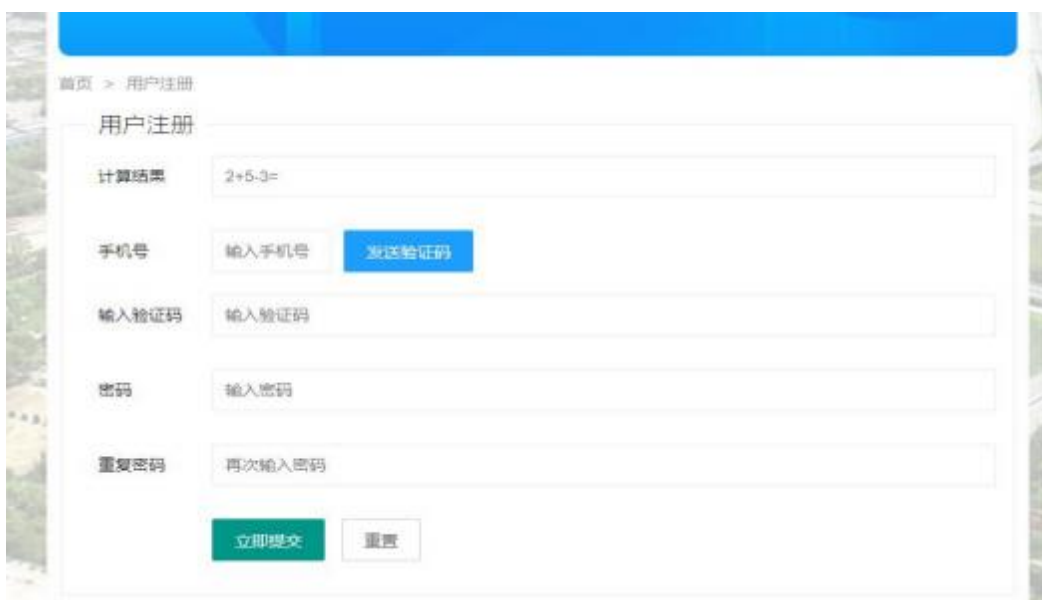 首页 > 用户注册
用户注册
计算结果 2+5-3=
手机号 输入手机号 发送验证码
输入验证码 输入验证码
密码 输入密码
重复密码 再次输入密码
立即提交 重置